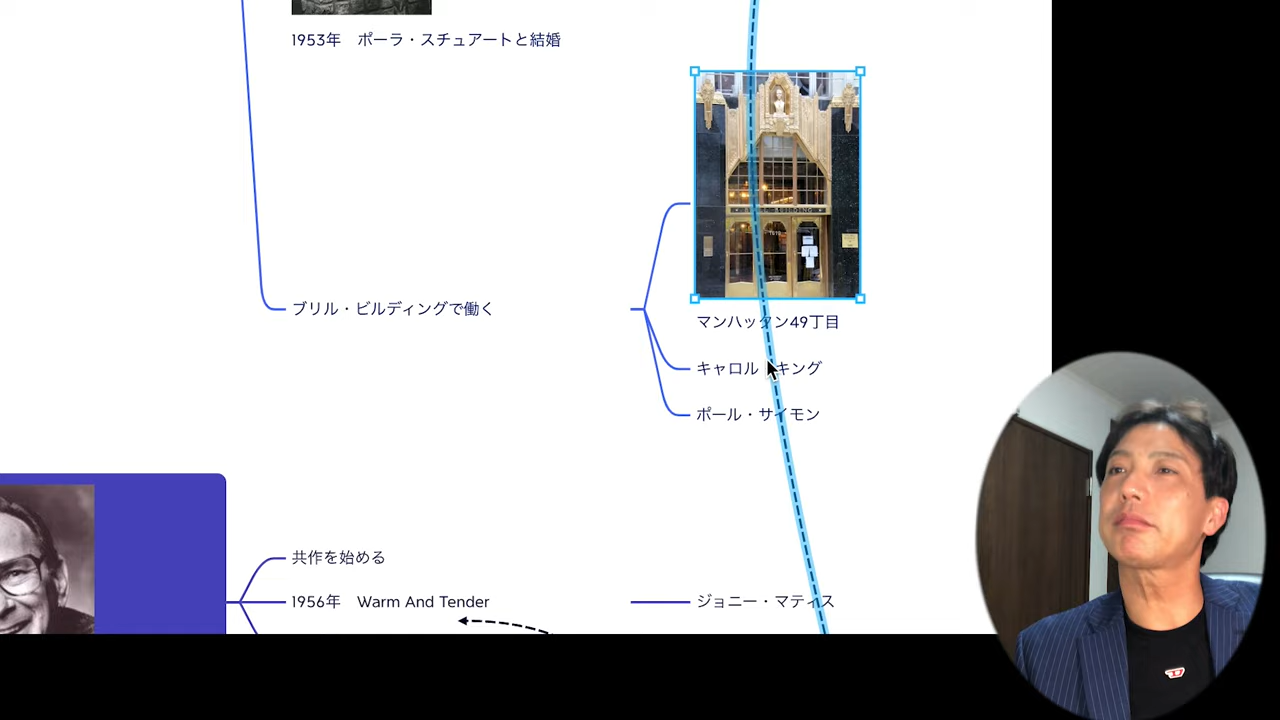 1953年　ポーラ・スチュアートと結婚
BRILL BUILDING
1619
ブリル・ビルディングで働く
マンハッタン49丁目
キャロル・キング
ポール・サイモン
共作を始める
1956年　Warm And Tender
ジョニー・マティス